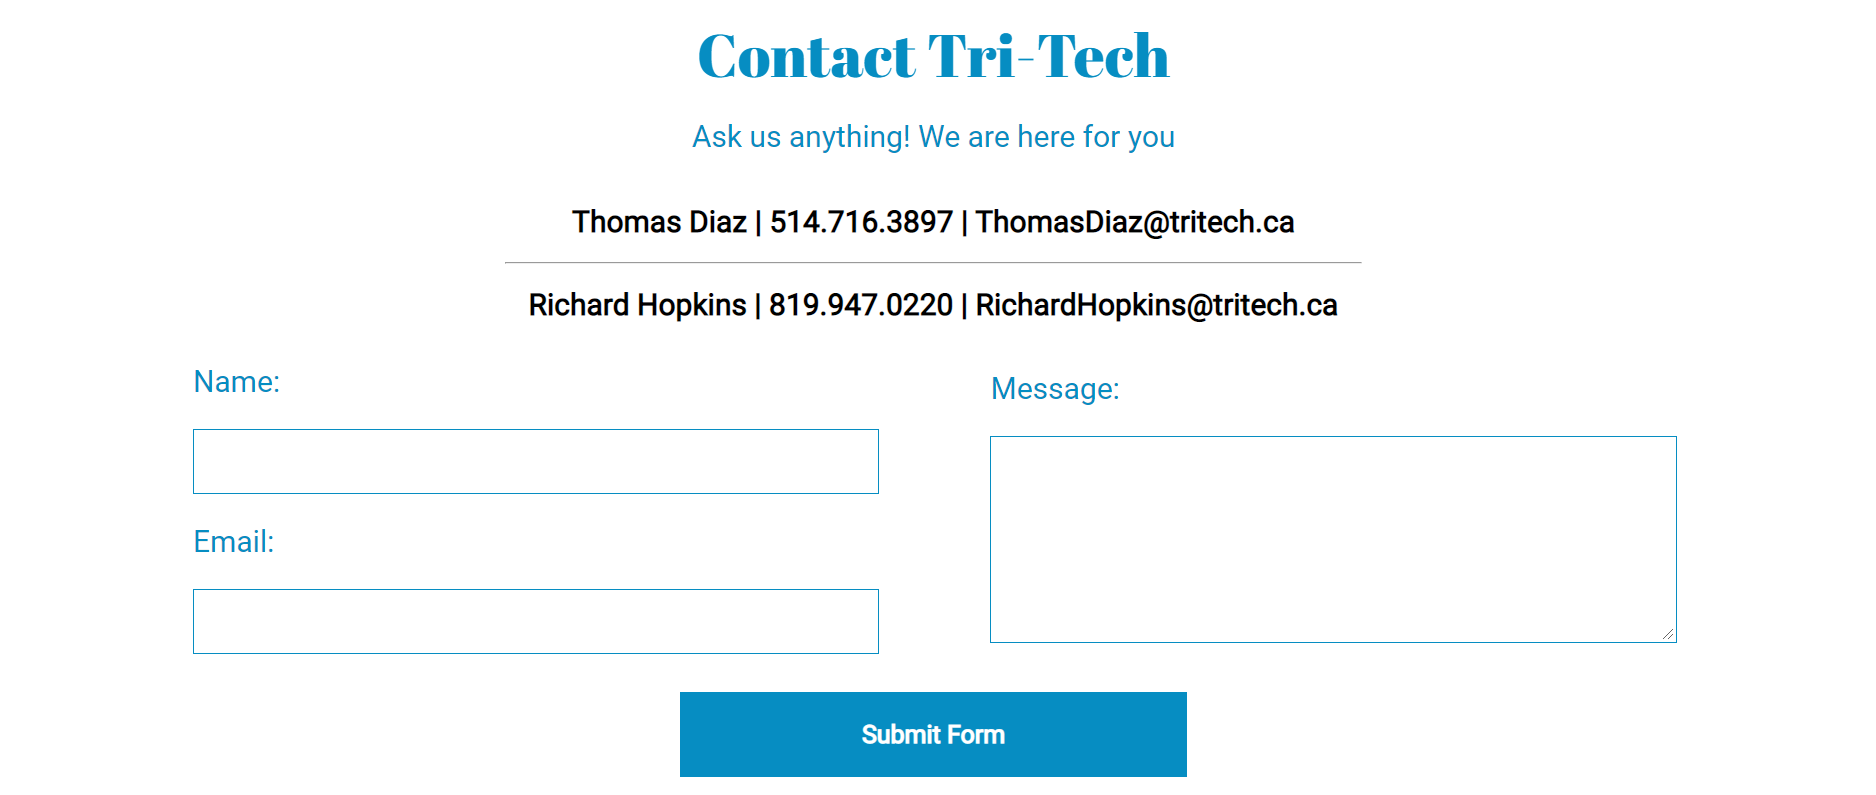 Contact Tri-Tech
Ask us anything! We are here for you
Thomas Diaz | 514.716.3897 | ThomasDiaz@tritech.ca
Richard Hopkins | 819.947.0220 | RichardHopkins@tritech.ca
Name:
Email:
Message:
Submit Form